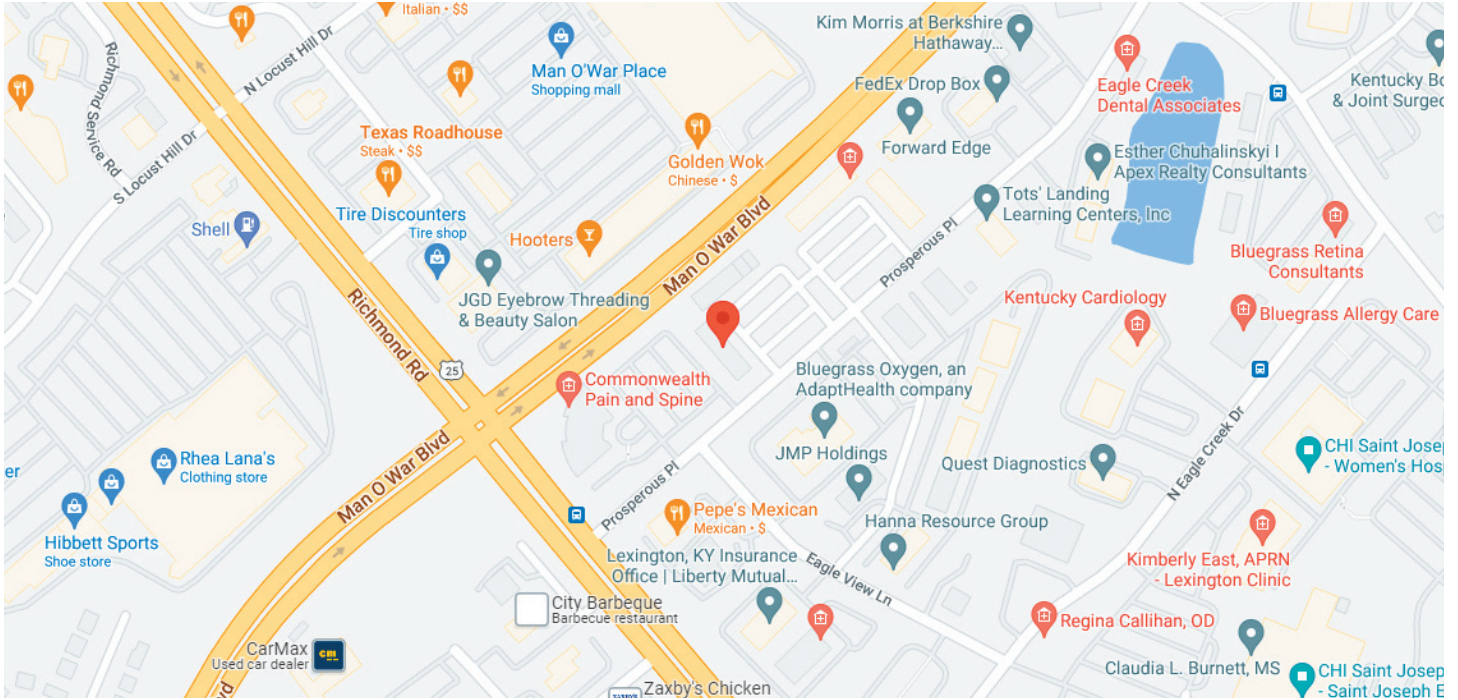 Italian • $$
N Locust Hill Dr
Richmond Service Rd
S Locust Hill Dr
Man O'War Place
Shopping mall
Kim Morris at Berkshire
Hathaway...
FedEx Drop Box
Forward Edge
Eagle Creek
Dental Associates
Kentucky Bo
& Joint Surgeo
Texas Roadhouse
Steak • $$
Golden Wok
Chinese • $
Esther Chuhalinskyi I
Apex Realty Consultants
Tots' Landing
Learning Centers, Inc
Shell
Tire Discounters
Tire shop
Hooters
Man O War Blvd
Prosperous Pl
Bluegrass Retina
Consultants
JGD Eyebrow Threading
& Beauty Salon
Kentucky Cardiology
Bluegrass Allergy Care
Richmond Rd
25
Commonwealth
Pain and Spine
Bluegrass Oxygen, an
AdaptHealth company
JMP Holdings
Quest Diagnostics
N Eagle Creek Dr
CHI Saint Josep
- Women's Hosp
er
Rhea Lana's
Clothing store
Man O War Blvd
Prosperous Pl
Pepe's Mexican
Mexican • $
Hanna Resource Group
Hibbett Sports
Shoe store
Lexington, KY Insurance
Office | Liberty Mutual...
Eagle View Ln
Kimberly East, APRN
- Lexington Clinic
City Barbeque
Barbecue restaurant
Regina Callihan, OD
CarMax
Used car dealer
cm
Claudia L. Burnett, MS
CHI Saint Josep
- Saint Joseph E
vd
Zaxby's Chicken